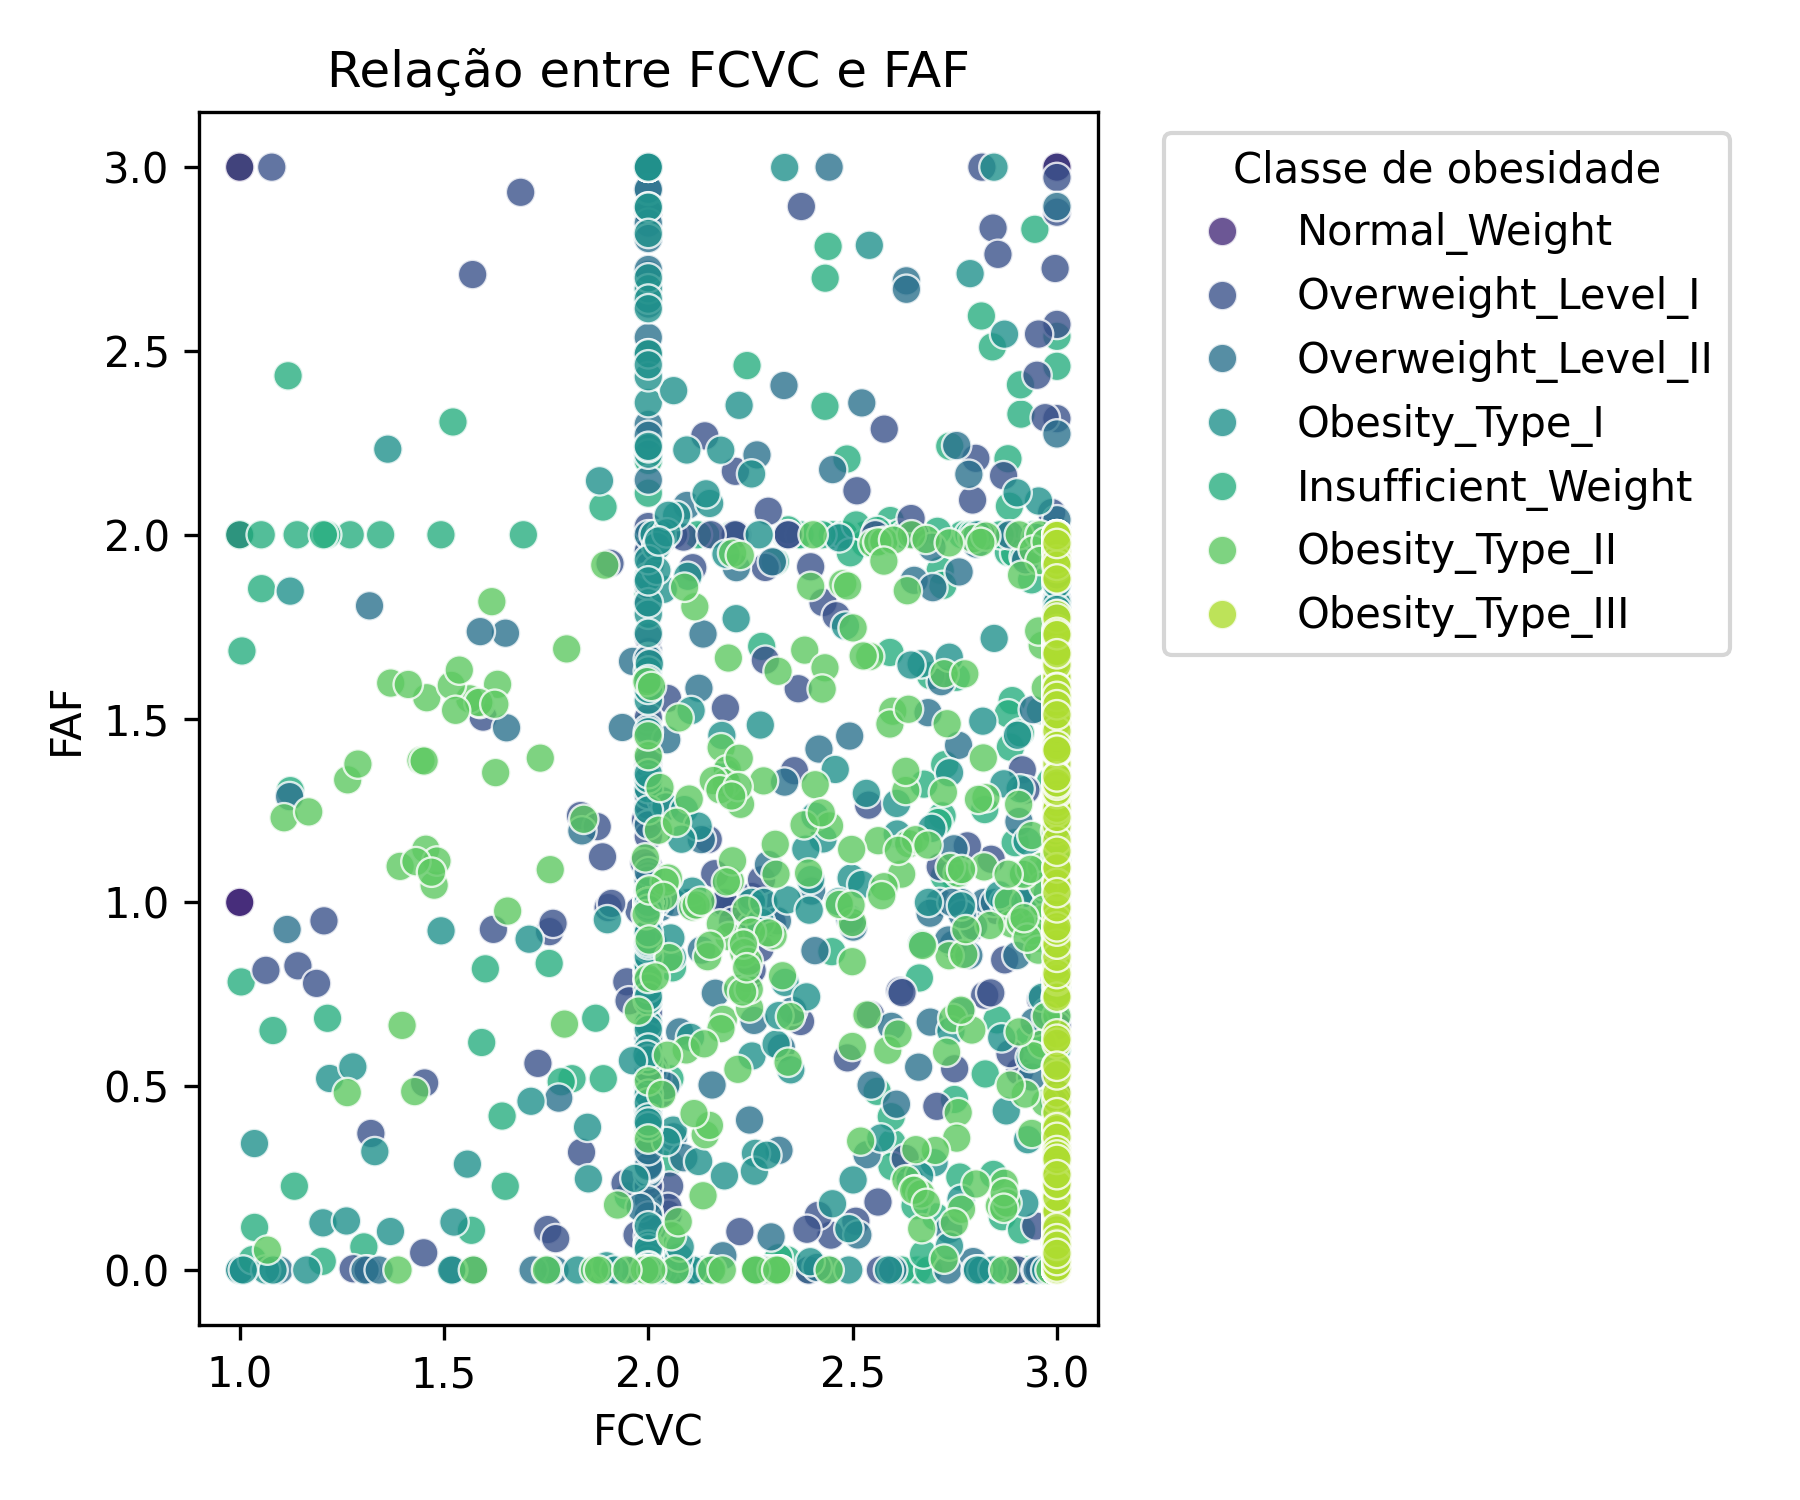 Relação entre FCVC e FAF
Classe de obesidade
Normal_Weight
Overweight_Level_I
Overweight_Level_II
Obesity_Type_I
Insufficient_Weight
Obesity_Type_II
Obesity_Type_III
FAF
3.0
2.5
2.0
1.5
1.0
0.5
0.0
1.0 1.5 2.0 2.5 3.0
FCVC